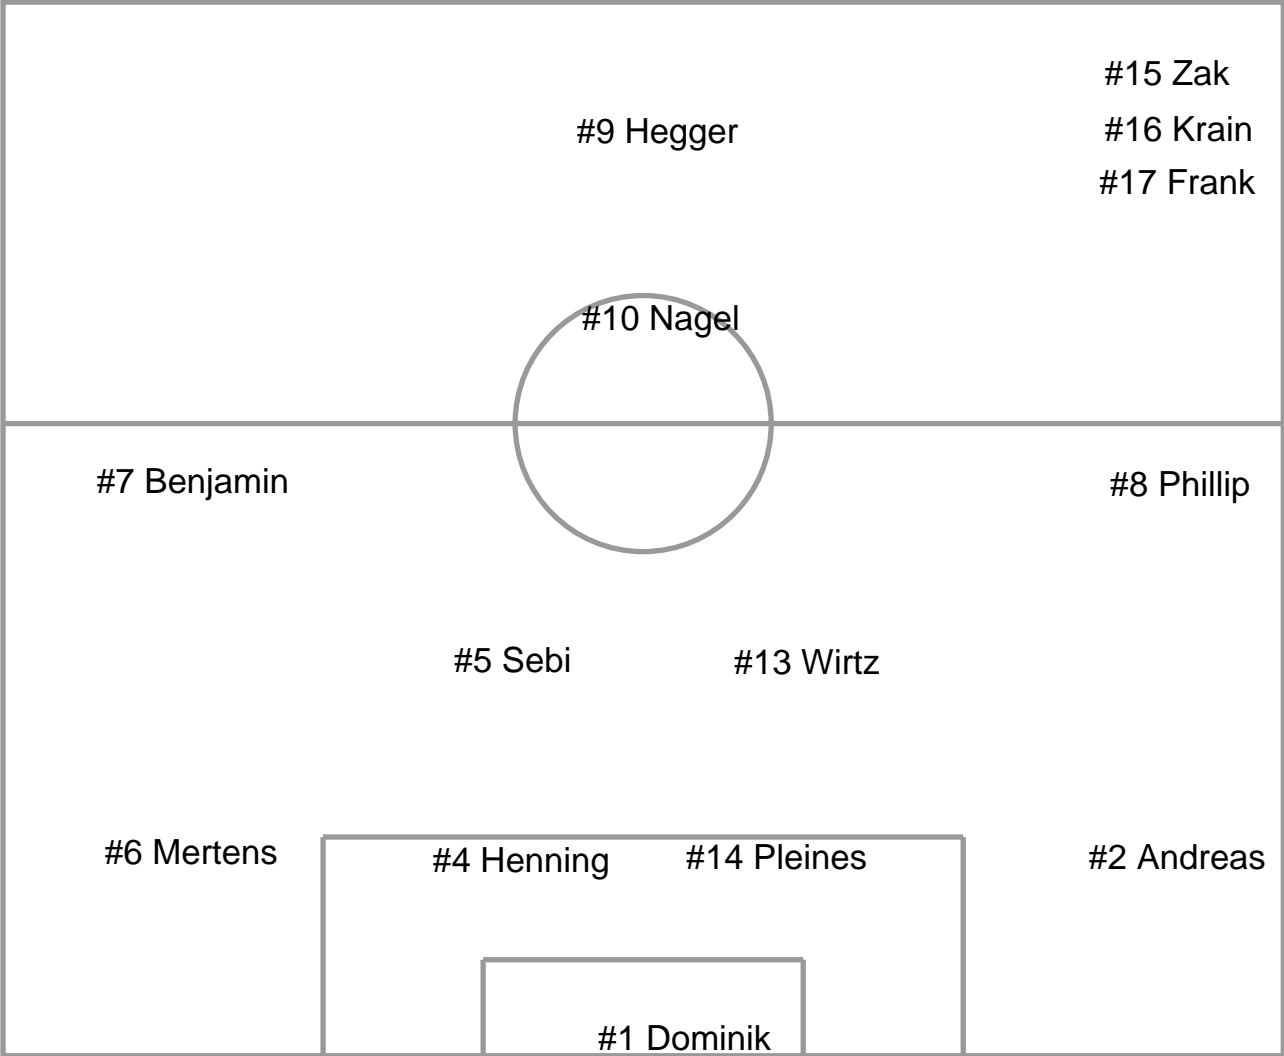 #15 Zak
#9 Hegger
#16 Krain
#17 Frank
#10 Nagel
#7 Benjamin
#8 Phillip
#5 Sebi
#13 Wirtz
#6 Mertens
#4 Henning
#14 Pleines
#2 Andreas
#1 Dominik